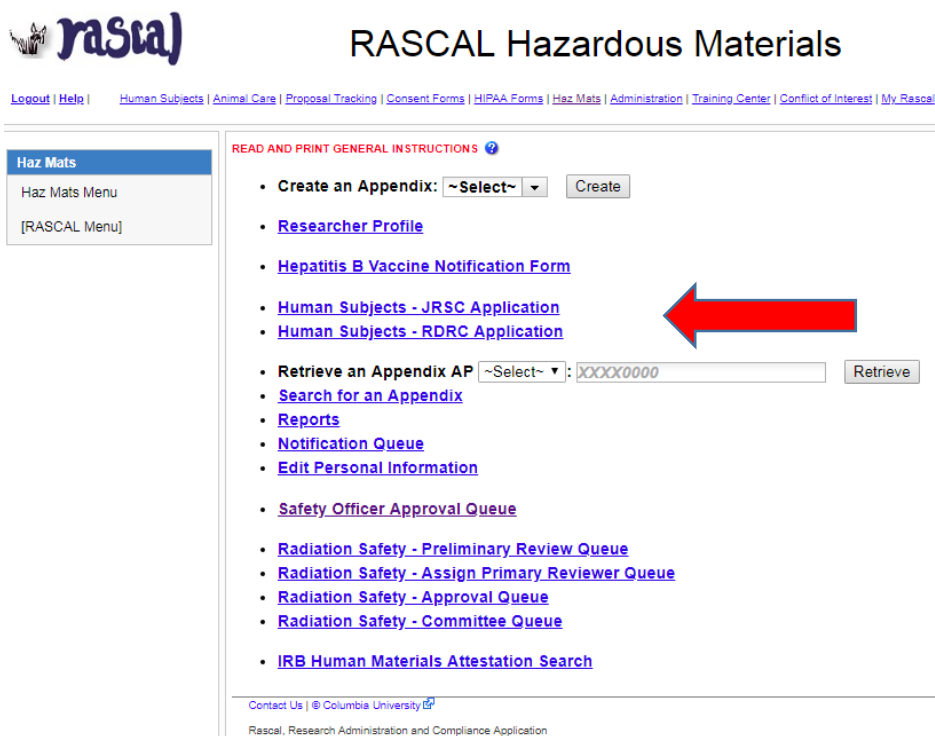 rascal
RASCAL Hazardous Materials
Logout | Help | Human Subjects | Animal Care | Proposal Tracking | Consent Forms | HIPAA Forms | Haz Mats | Administration | Training Center | Conflict of Interest | My Rascal
Haz Mats
Haz Mats Menu
[RASCAL Menu]
READ AND PRINT GENERAL INSTRUCTIONS ?
• Create an Appendix: ~Select~ Create
• Researcher Profile
• Hepatitis B Vaccine Notification Form
• Human Subjects - JRSC Application
• Human Subjects - RDRC Application
• Retrieve an Appendix AP ~Select~ : XXXX0000 Retrieve
• Search for an Appendix
• Reports
• Notification Queue
• Edit Personal Information
• Safety Officer Approval Queue
• Radiation Safety - Preliminary Review Queue
• Radiation Safety - Assign Primary Reviewer Queue
• Radiation Safety - Approval Queue
• Radiation Safety - Committee Queue
• IRB Human Materials Attestation Search
Contact Us | © Columbia University
Rascal, Research Administration and Compliance Application